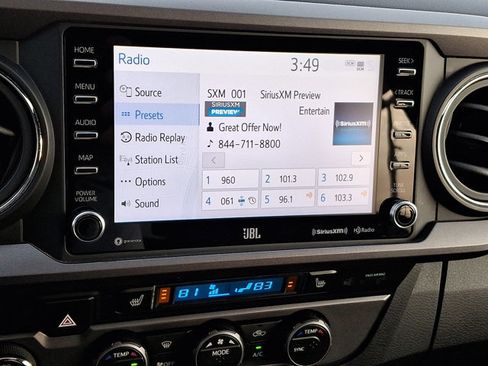 HOME
MENU
AUDIO
MAP
POWER
VOLUME
Radio
3:49
Source
Presets
Radio Replay
Station List
Options
Sound
SXM 001 SiriusXM Preview
SIRIUSXM
PREVIEW
Entertain
Great Offer Now!
844-711-8800
((SiriusXM))
1 960
2 101.3
3 102.9
4 061
5 96.1
6 103.3
SEEK >
< TRACK
TUNE
SCROLL
JBL
((SiriusXM))
HD Radio
81
83
TEMP
MODE
A/C
TEMP
SYNC
OFF